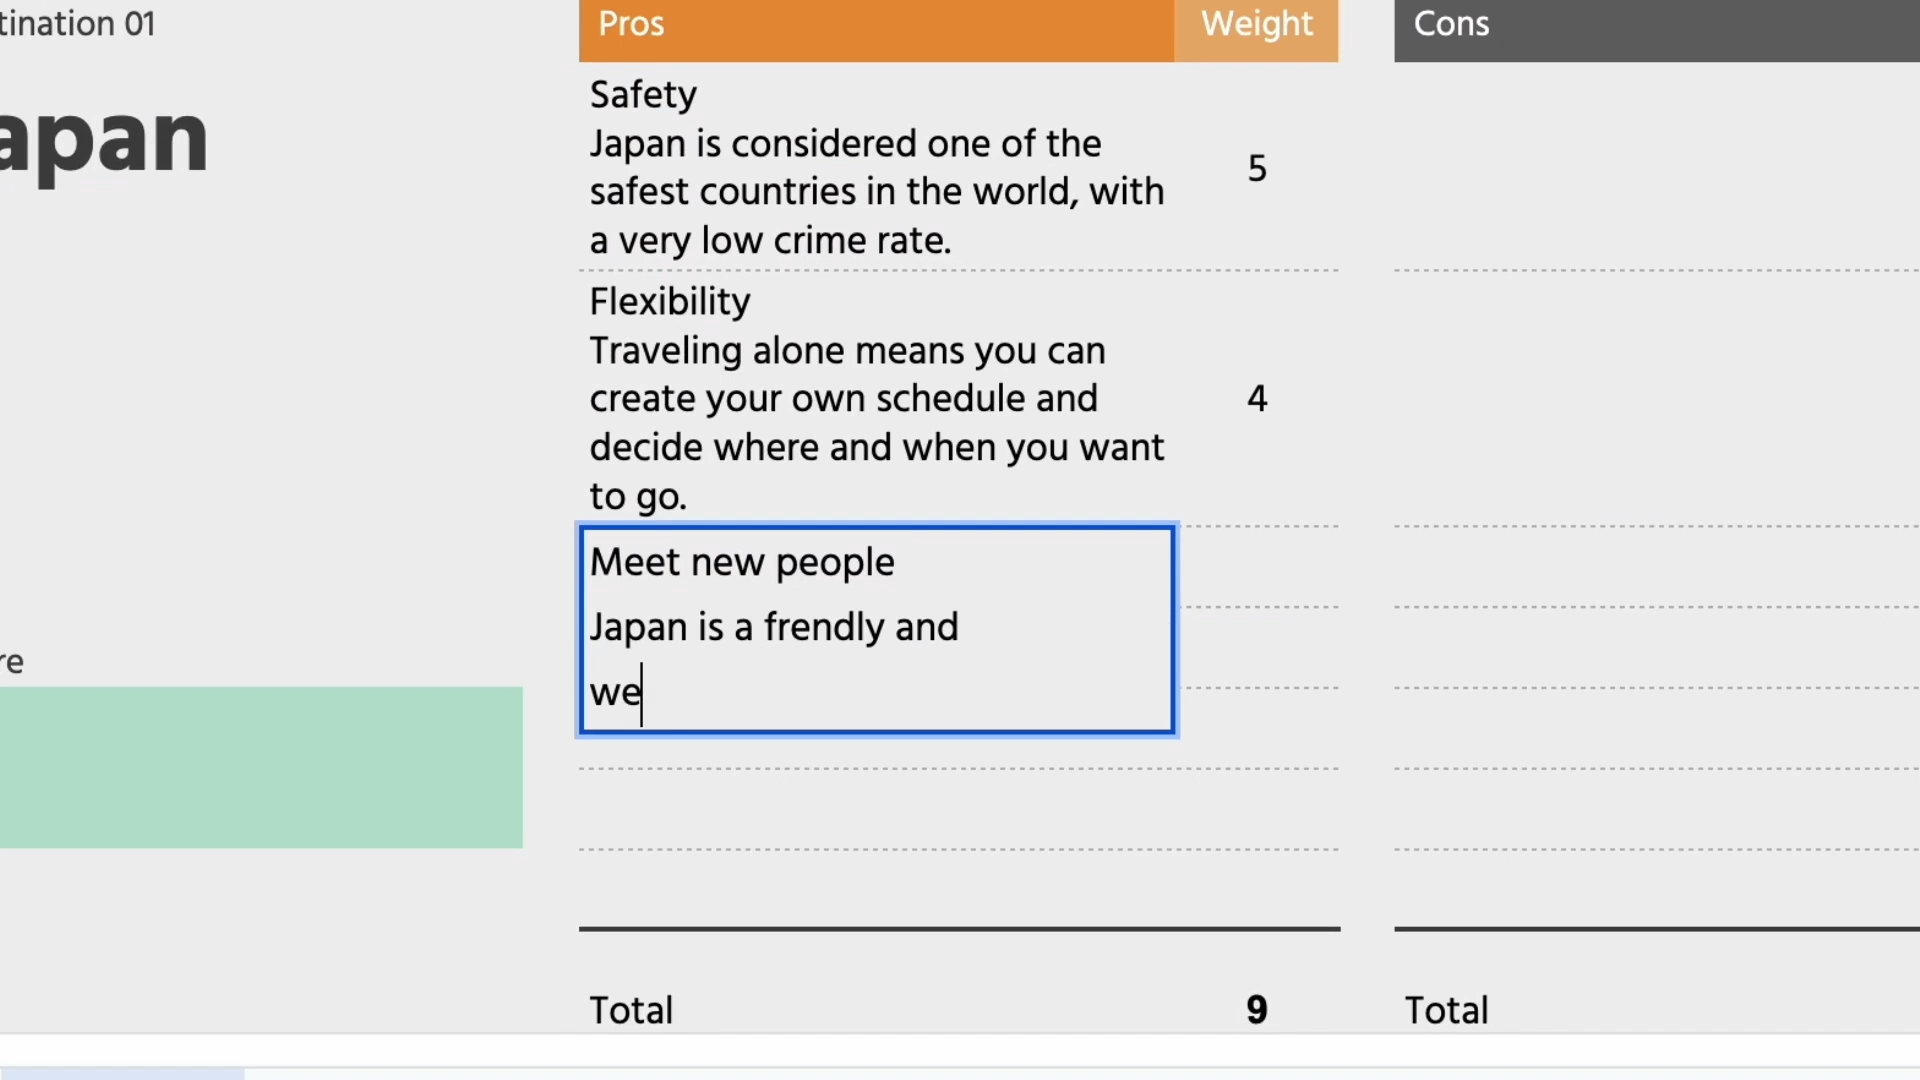 tination 01
apan
re
Pros Weight
Safety
Japan is considered one of the
safest countries in the world, with
a very low crime rate.
5
Flexibility
Traveling alone means you can
create your own schedule and
decide where and when you want
to go.
4
Meet new people
Japan is a frendly and
we
Total 9
Cons
Total